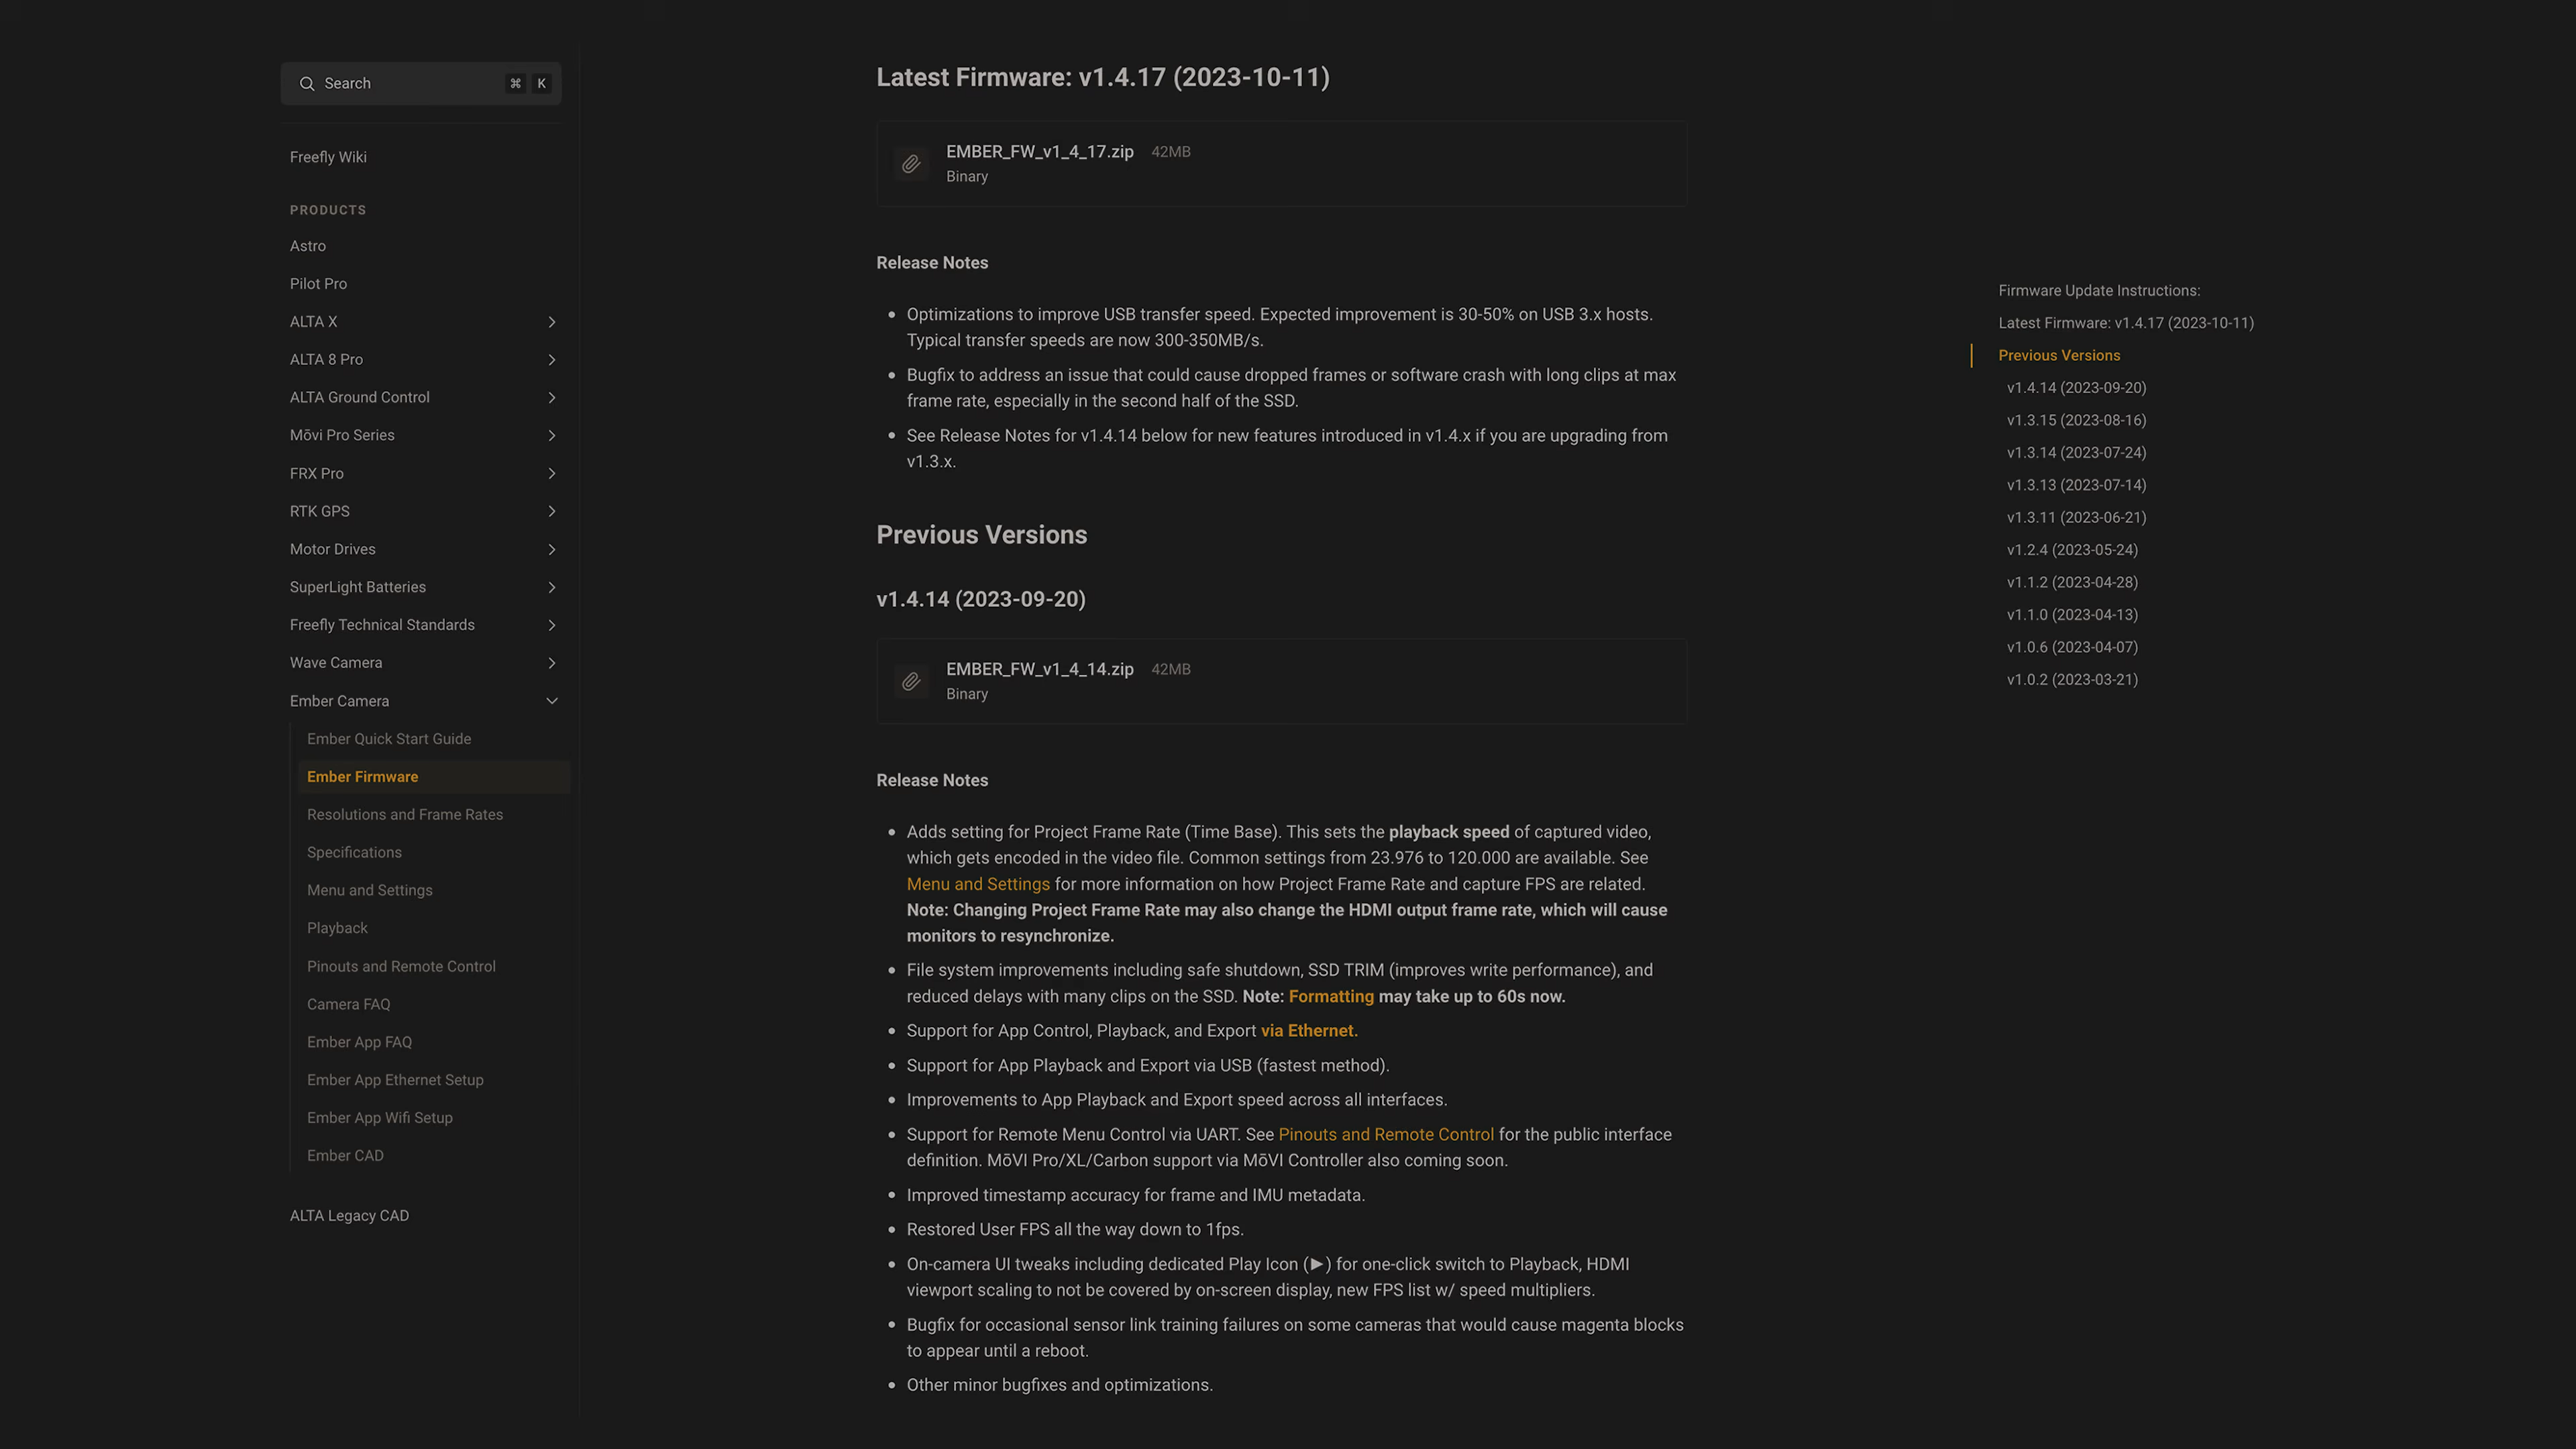 Search
⌘ K
Freefly Wiki
PRODUCTS
Astro
Pilot Pro
ALTA X
ALTA 8 Pro
ALTA Ground Control
Mōvi Pro Series
FRX Pro
RTK GPS
Motor Drives
SuperLight Batteries
Freefly Technical Standards
Wave Camera
Ember Camera
Ember Quick Start Guide
Ember Firmware
Resolutions and Frame Rates
Specifications
Menu and Settings
Playback
Pinouts and Remote Control
Camera FAQ
Ember App FAQ
Ember App Ethernet Setup
Ember App Wifi Setup
Ember CAD
ALTA Legacy CAD
Latest Firmware: v1.4.17 (2023-10-11)
EMBER_FW_v1_4_17.zip 42MB
Binary
Release Notes
• Optimizations to improve USB transfer speed. Expected improvement is 30-50% on USB 3.x hosts.
Typical transfer speeds are now 300-350MB/s.
• Bugfix to address an issue that could cause dropped frames or software crash with long clips at max
frame rate, especially in the second half of the SSD.
• See Release Notes for v1.4.14 below for new features introduced in v1.4.x if you are upgrading from
v1.3.x.
Previous Versions
v1.4.14 (2023-09-20)
EMBER_FW_v1_4_14.zip 42MB
Binary
Release Notes
• Adds setting for Project Frame Rate (Time Base). This sets the playback speed of captured video,
which gets encoded in the video file. Common settings from 23.976 to 120.000 are available. See
Menu and Settings for more information on how Project Frame Rate and capture FPS are related.
Note: Changing Project Frame Rate may also change the HDMI output frame rate, which will cause
monitors to resynchronize.
• File system improvements including safe shutdown, SSD TRIM (improves write performance), and
reduced delays with many clips on the SSD. Note: Formatting may take up to 60s now.
• Support for App Control, Playback, and Export via Ethernet.
• Support for App Playback and Export via USB (fastest method).
• Improvements to App Playback and Export speed across all interfaces.
• Support for Remote Menu Control via UART. See Pinouts and Remote Control for the public interface
definition. MōVI Pro/XL/Carbon support via MōVI Controller also coming soon.
• Improved timestamp accuracy for frame and IMU metadata.
• Restored User FPS all the way down to 1fps.
• On-camera UI tweaks including dedicated Play Icon (▶) for one-click switch to Playback, HDMI
viewport scaling to not be covered by on-screen display, new FPS list w/ speed multipliers.
• Bugfix for occasional sensor link training failures on some cameras that would cause magenta blocks
to appear until a reboot.
• Other minor bugfixes and optimizations.
Firmware Update Instructions:
Latest Firmware: v1.4.17 (2023-10-11)
Previous Versions
v1.4.14 (2023-09-20)
v1.3.15 (2023-08-16)
v1.3.14 (2023-07-24)
v1.3.13 (2023-07-14)
v1.3.11 (2023-06-21)
v1.2.4 (2023-05-24)
v1.1.2 (2023-04-28)
v1.1.0 (2023-04-13)
v1.0.6 (2023-04-07)
v1.0.2 (2023-03-21)